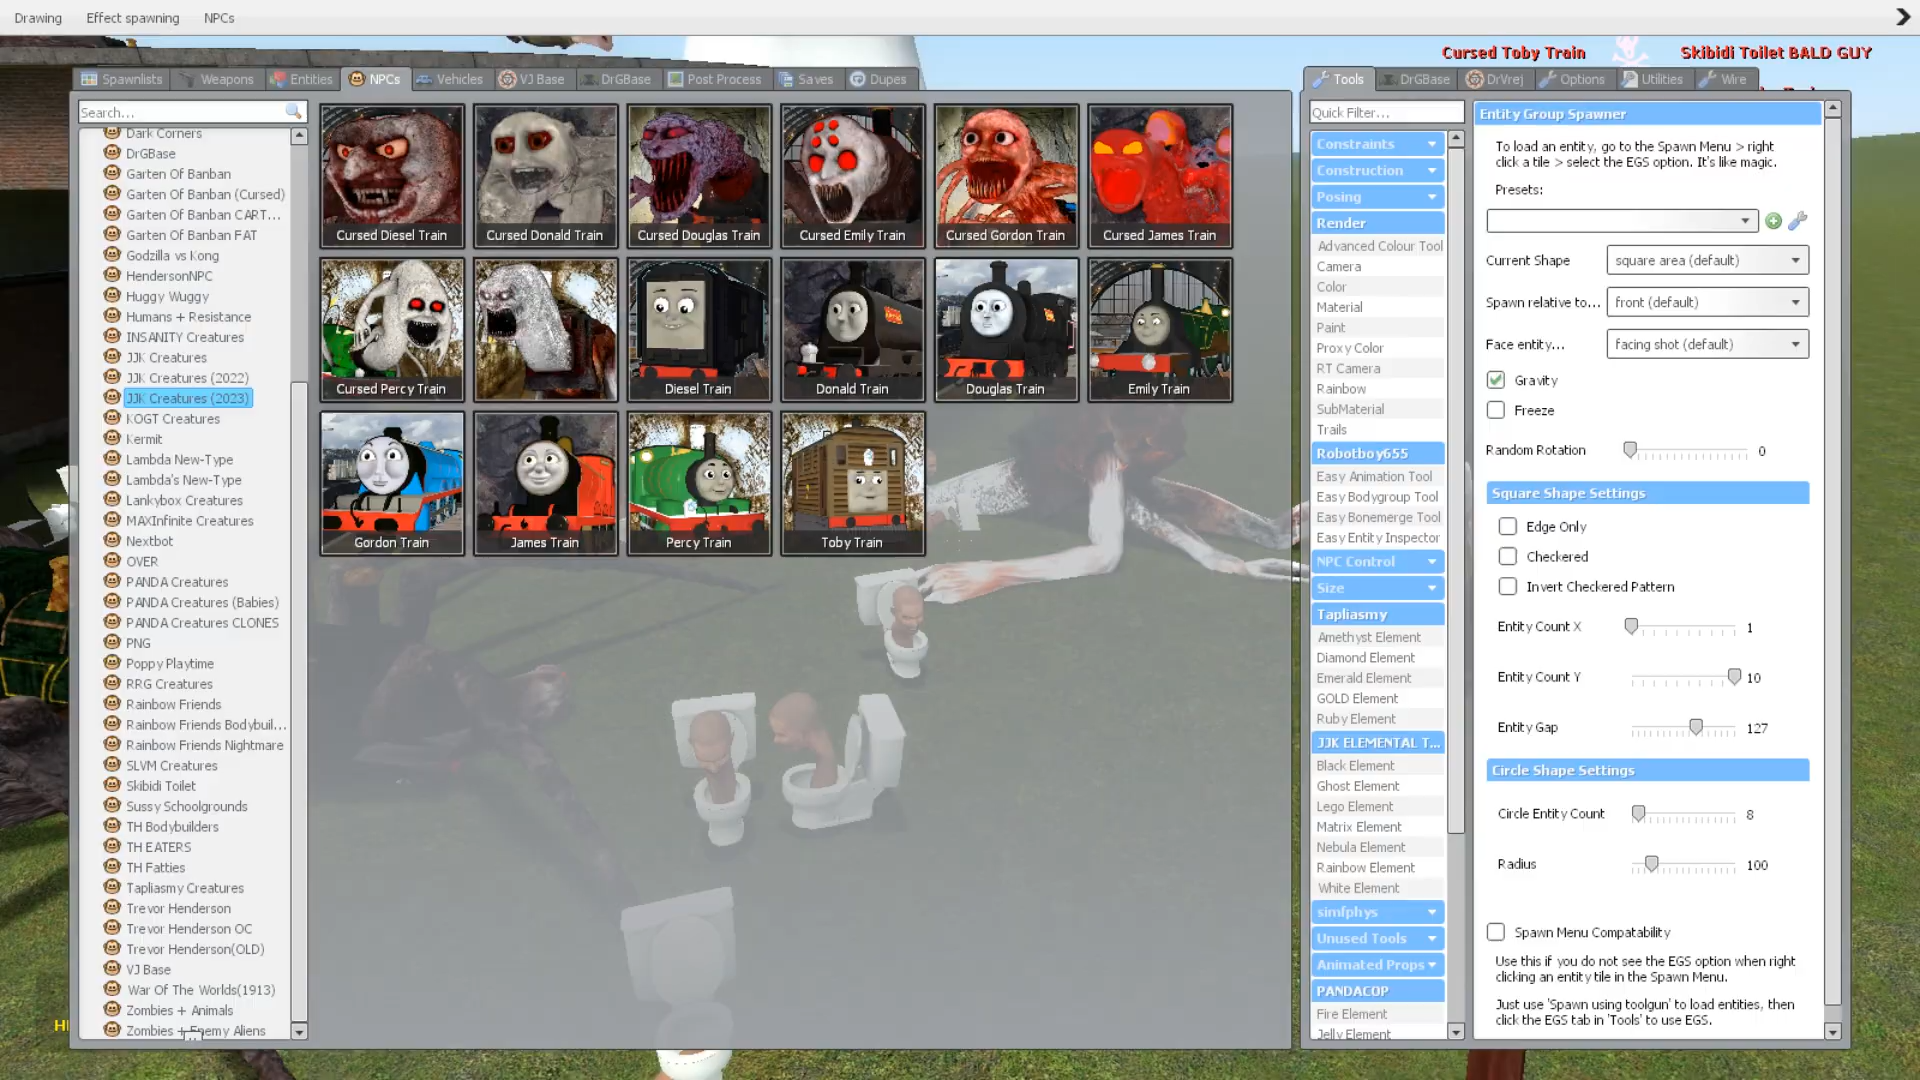 Drawing Effect spawning NPCs
Cursed Toby Train Skibidi Toilet BALD GUY
Spawnlists Weapons Entities NPCs Vehicles VJ Base DrGBase Post Process Saves Dupes
Search...
Dark Corners
DrGBase
Garten Of Banban
Garten Of Banban (Cursed)
Garten Of Banban CART...
Garten Of Banban FAT
Godzilla vs Kong
HendersonNPC
Huggy Wuggy
Humans + Resistance
INSANITY Creatures
JJK Creatures
JJK Creatures (2022)
JJK Creatures (2023)
KOGT Creatures
Kermit
Lambda New-Type
Lambda's New-Type
Lankybox Creatures
MAXInfinite Creatures
Nextbot
OVER
PANDA Creatures
PANDA Creatures (Babies)
PANDA Creatures CLONES
PNG
Poppy Playtime
RRG Creatures
Rainbow Friends
Rainbow Friends Bodybuil...
Rainbow Friends Nightmare
SLVM Creatures
Skibidi Toilet
Sussy Schoolgrounds
TH Bodybuilders
TH EATERS
TH Fatties
Tapliasmy Creatures
Trevor Henderson
Trevor Henderson OC
Trevor Henderson(OLD)
VJ Base
War Of The Worlds(1913)
Zombies + Animals
Zombies + Enemy Aliens
Cursed Diesel Train Cursed Donald Train Cursed Douglas Train Cursed Emily Train Cursed Gordon Train Cursed James Train
Cursed Percy Train Diesel Train Donald Train Douglas Train Emily Train
Gordon Train James Train Percy Train Toby Train
Tools DrGBase DrVrej Options Utilities Wire
Quick Filter...
Constraints
Construction
Posing
Render
Advanced Colour Tool
Camera
Color
Material
Paint
Proxy Color
RT Camera
Rainbow
SubMaterial
Trails
Robotboy655
Easy Animation Tool
Easy Bodygroup Tool
Easy Bonemerge Tool
Easy Entity Inspector
NPC Control
Size
Tapliasmy
Amethyst Element
Diamond Element
Emerald Element
GOLD Element
Ruby Element
JJK ELEMENTAL T...
Black Element
Ghost Element
Lego Element
Matrix Element
Nebula Element
Rainbow Element
White Element
simfphys
Unused Tools
Animated Props
PANDACOP
Fire Element
Jelly Element
Entity Group Spawner
To load an entity, go to the Spawn Menu > right
click a tile > select the EGS option. It's like magic.
Presets:
Current Shape square area (default)
Spawn relative to... front (default)
Face entity... facing shot (default)
Gravity
Freeze
Random Rotation 0
Square Shape Settings
Edge Only
Checkered
Invert Checkered Pattern
Entity Count X 1
Entity Count Y 10
Entity Gap 127
Circle Shape Settings
Circle Entity Count 8
Radius 100
Spawn Menu Compatability
Use this if you do not see the EGS option when right
clicking an entity tile in the Spawn Menu.
Just use 'Spawn using toolgun' to load entities, then
click the EGS tab in 'Tools' to use EGS.